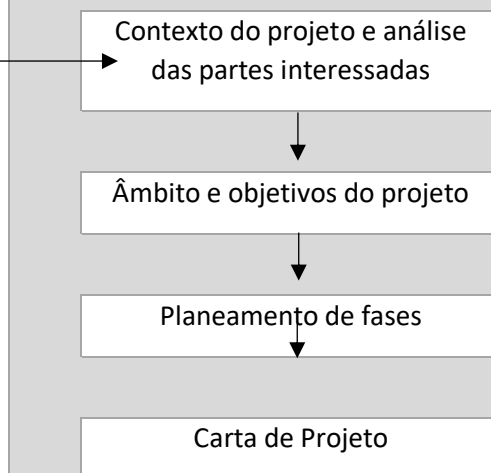 Contexto do projeto e análise
das partes interessadas
Âmbito e objetivos do projeto
Planeamento de fases
Carta de Projeto